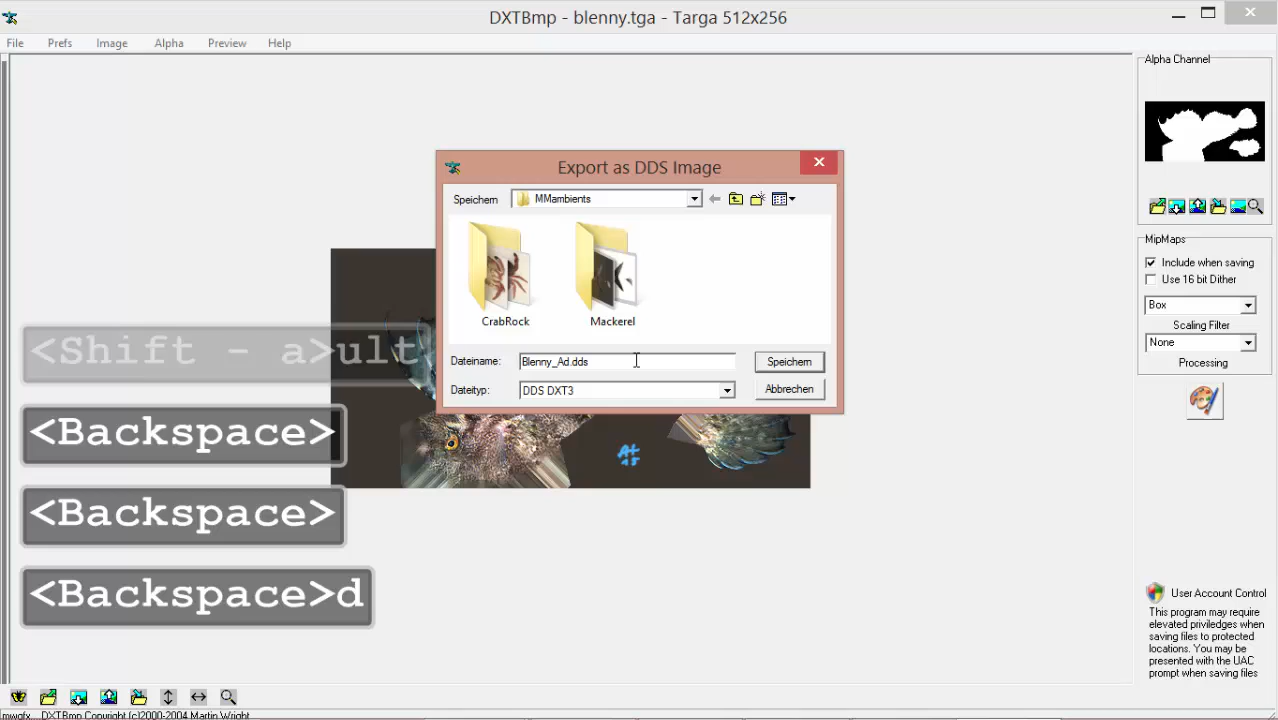 DXTBmp - blenny.tga - Targa 512x256
File Prefs Image Alpha Preview Help
Alpha Channel
MipMaps
Include when saving
Use 16 bit Dither
Box
Scaling Filter
None
Processing
User Account Control
This program may require
elevated priviledges when
saving files to protected
locations. You may be
presented with the UAC
prompt when saving files
Export as DDS Image
Speichern MMambients
CrabRock Mackerel
Dateiname: Blenny_Ad.dds Speichern
Dateityp: DDS DXT3 Abbrechen
<Shift - a>ult
<Backspace>
<Backspace>
<Backspace>d
mwgfx DXTBmp Copyright (c)2000-2004 Martin Wright